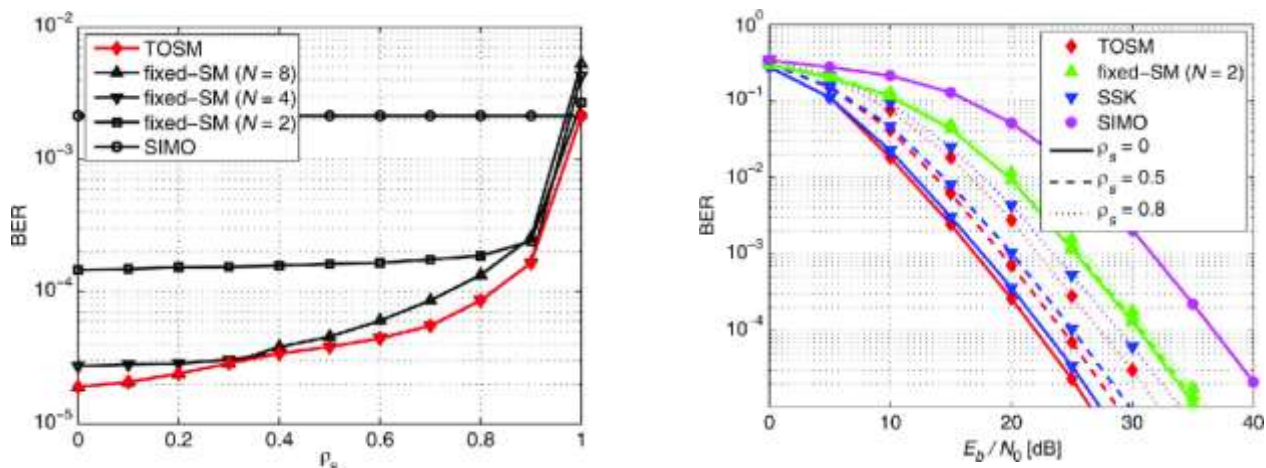 10⁻²
10⁻³
10⁻⁴
10⁻⁵
BER
TOSM
fixed-SM (N = 8)
fixed-SM (N = 4)
fixed-SM (N = 2)
SIMO
0 0.2 0.4 0.6 0.8 1
ρₛ
10⁰
10⁻¹
10⁻²
10⁻³
10⁻⁴
BER
TOSM
fixed-SM (N = 2)
SSK
SIMO
ρₛ = 0
ρₛ = 0.5
ρₛ = 0.8
0 10 20 30 40
E_b / N₀ [dB]